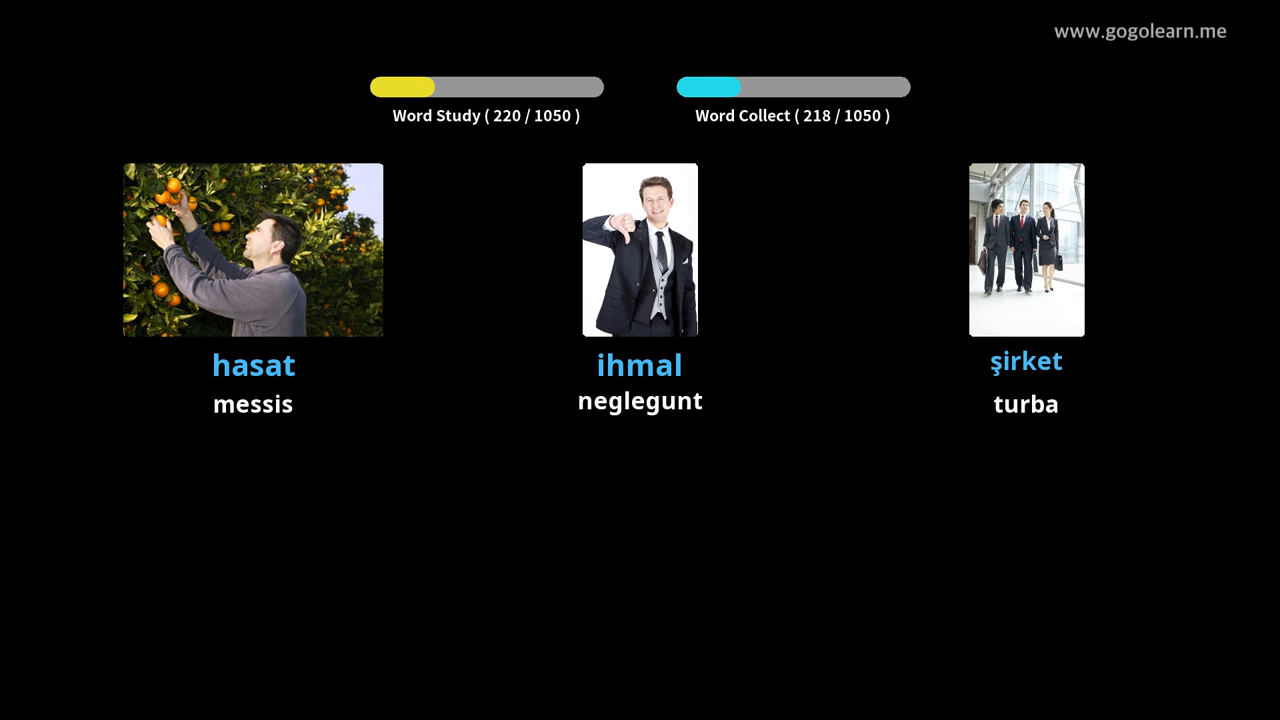 www.gogolearn.me
Word Study ( 220 / 1050 )
Word Collect ( 218 / 1050 )
hasat
messis
ihmal
neglegunt
şirket
turba